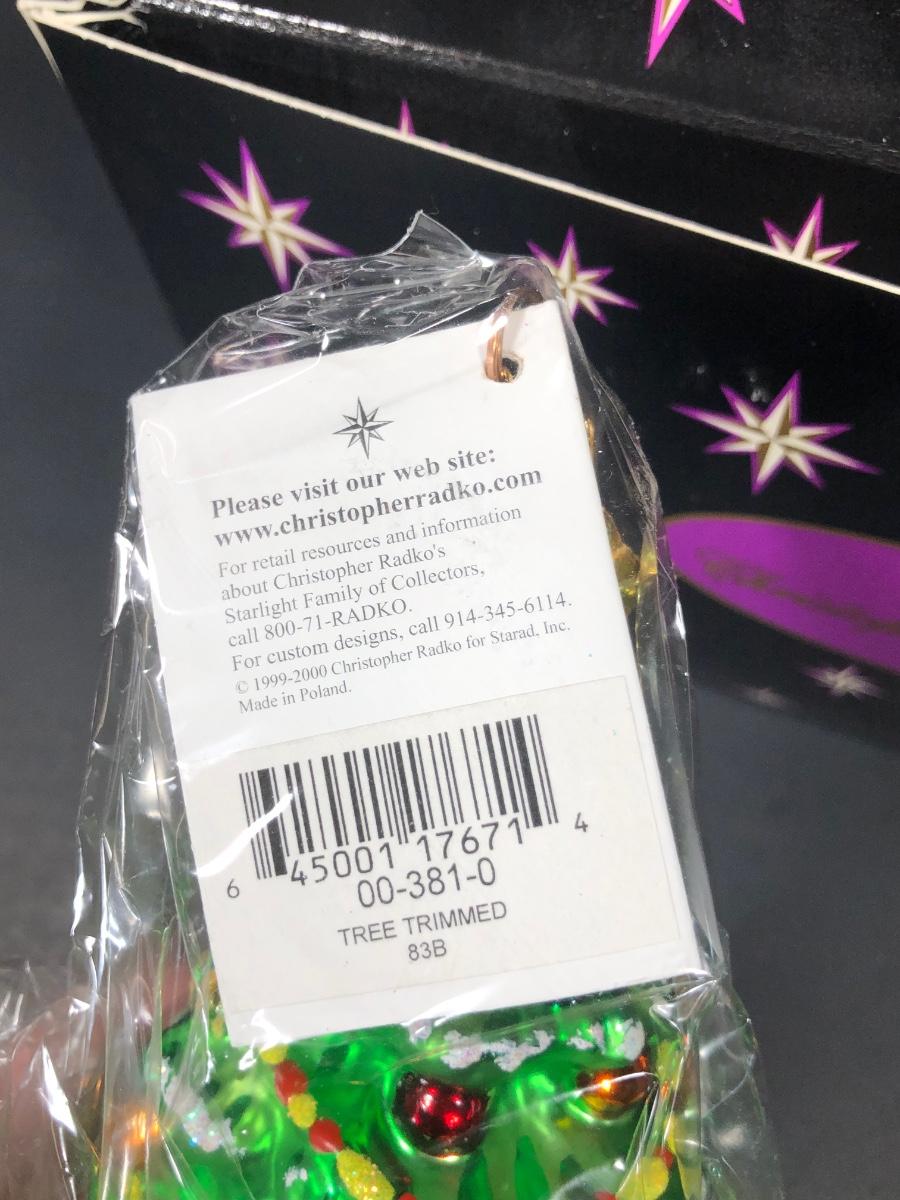 Please visit our web site:
www.christopherradko.com
For retail resources and information
about Christopher Radko's
Starlight Family of Collectors,
call 800-71-RADKO.
For custom designs, call 914-345-6114.
© 1999-2000 Christopher Radko for Starad, Inc.
Made in Poland.
6 45001 17671 4
00-381-0
TREE TRIMMED
83B